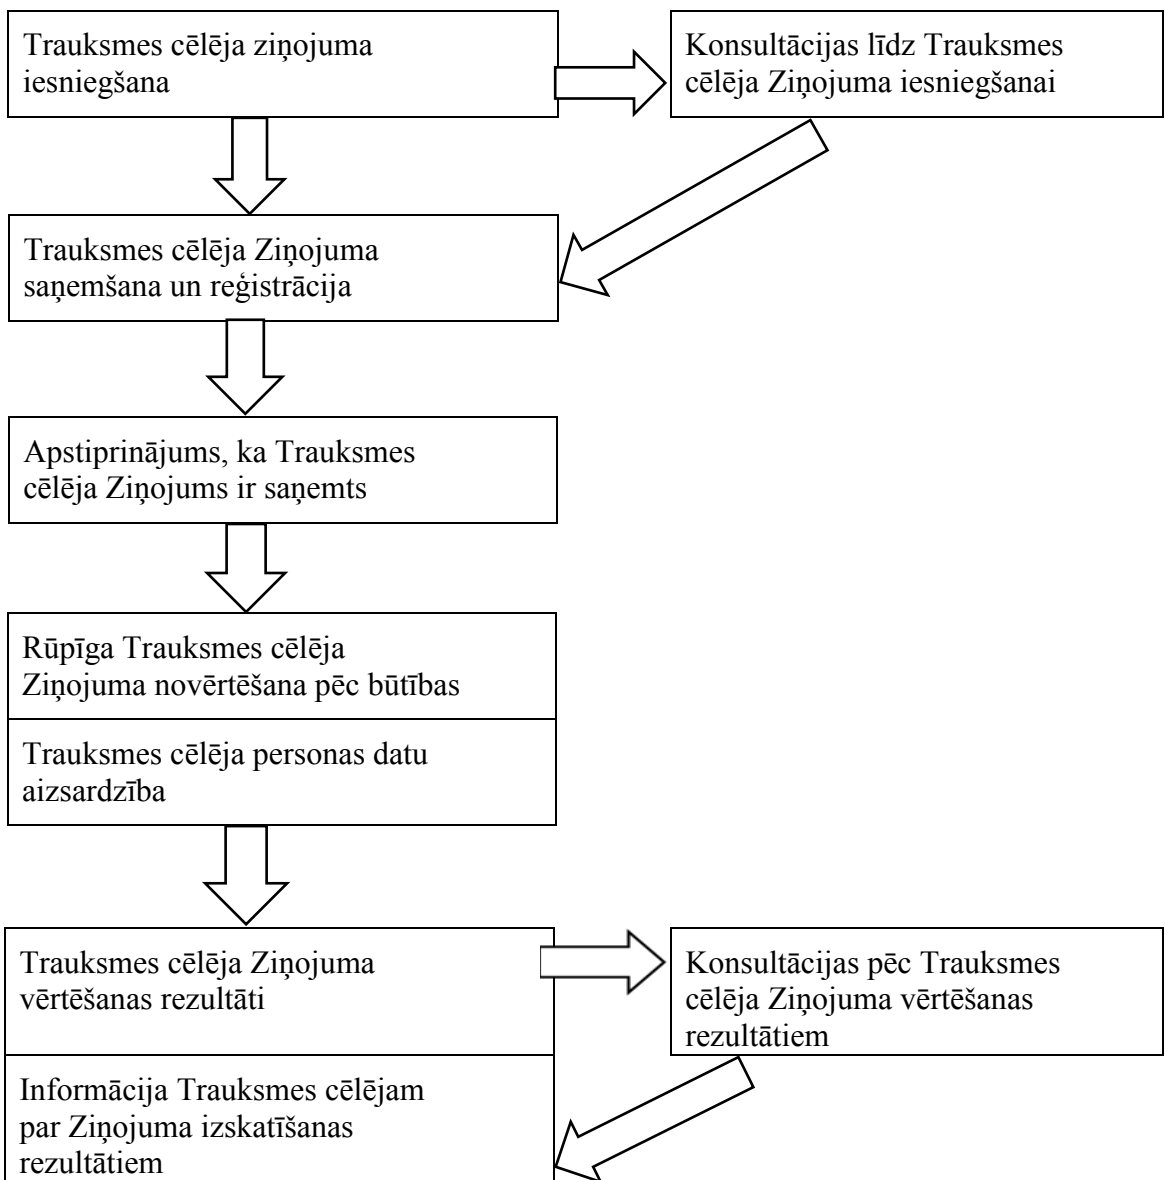 Trauksmes cēlēja ziņojuma
iesniegšana
Konsultācijas līdz Trauksmes
cēlēja Ziņojuma iesniegšanai
Trauksmes cēlēja Ziņojuma
saņemšana un reģistrācija
Apstiprinājums, ka Trauksmes
cēlēja Ziņojums ir saņemts
Rūpīga Trauksmes cēlēja
Ziņojuma novērtēšana pēc būtības
Trauksmes cēlēja personas datu
aizsardzība
Trauksmes cēlēja Ziņojuma
vērtēšanas rezultāti
Konsultācijas pēc Trauksmes
cēlēja Ziņojuma vērtēšanas
rezultātiem
Informācija Trauksmes cēlējam
par Ziņojuma izskatīšanas
rezultātiem